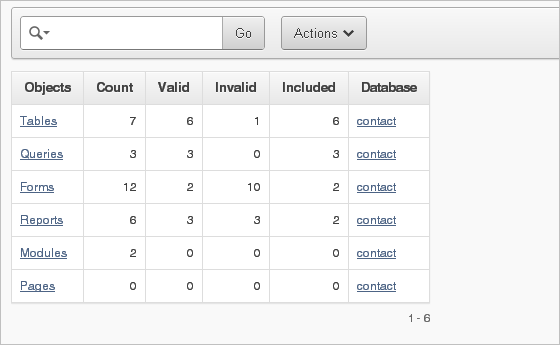 Go Actions
Objects Count Valid Invalid Included Database
Tables 7 6 1 6 contact
Queries 3 3 0 3 contact
Forms 12 2 10 2 contact
Reports 6 3 3 2 contact
Modules 2 0 0 0 contact
Pages 0 0 0 0 contact
1 - 6